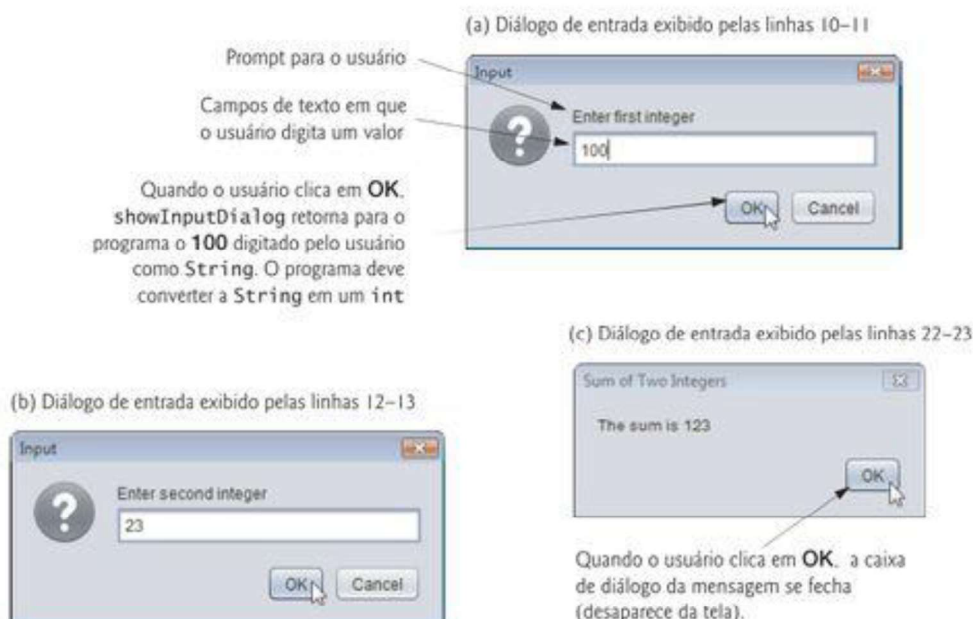 (a) Diálogo de entrada exibido pelas linhas 10–11
Prompt para o usuário
Campos de texto em que
o usuário digita um valor
Quando o usuário clica em OK,
showInputDialog retorna para o
programa o 100 digitado pelo usuário
como String. O programa deve
converter a String em um int
Input
Enter first integer
100
OK
Cancel
(b) Diálogo de entrada exibido pelas linhas 12–13
Input
Enter second integer
23
OK
Cancel
(c) Diálogo de entrada exibido pelas linhas 22–23
Sum of Two Integers
The sum is 123
OK
Quando o usuário clica em OK, a caixa
de diálogo da mensagem se fecha
(desaparece da tela).